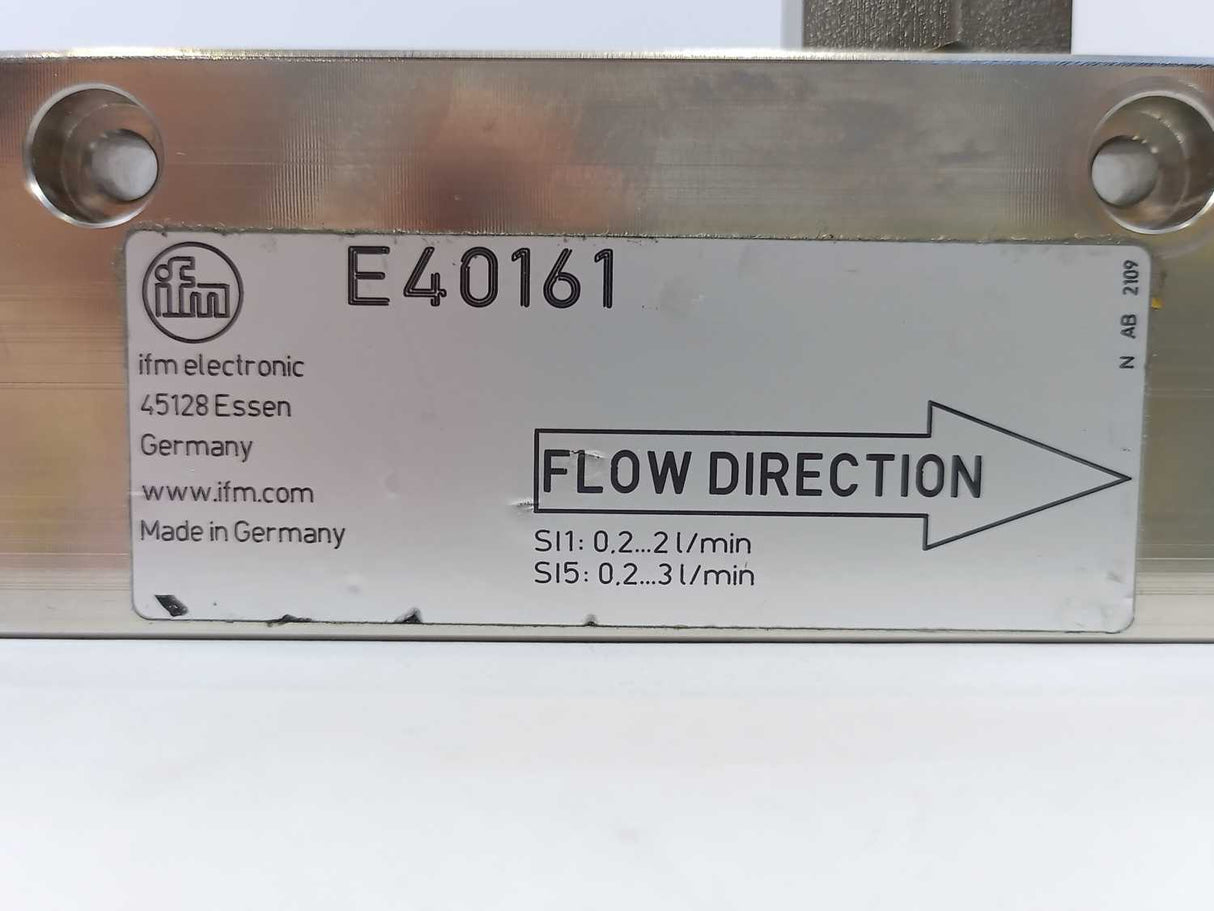 ifm
E40161
N AB 2109
ifm electronic
45128 Essen
Germany
www.ifm.com
Made in Germany
FLOW DIRECTION
SI1: 0,2...2 l/min
SI5: 0,2...3 l/min